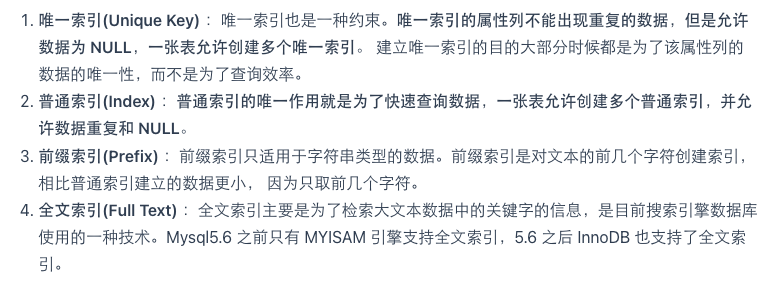 1. 唯一索引(Unique Key) ： 唯一索引也是一种约束。唯一索引的属性列不能出现重复的数据，但是允许
数据为 NULL，一张表允许创建多个唯一索引。 建立唯一索引的目的大部分时候都是为了该属性列的
数据的唯一性，而不是为了查询效率。
2. 普通索引(Index) ： 普通索引的唯一作用就是为了快速查询数据，一张表允许创建多个普通索引，并允
许数据重复和 NULL。
3. 前缀索引(Prefix) ： 前缀索引只适用于字符串类型的数据。前缀索引是对文本的前几个字符创建索引，
相比普通索引建立的数据更小， 因为只取前几个字符。
4. 全文索引(Full Text) ： 全文索引主要是为了检索大文本数据中的关键字的信息，是目前搜索引擎数据库
使用的一种技术。Mysql5.6 之前只有 MYISAM 引擎支持全文索引，5.6 之后 InnoDB 也支持了全文索
引。